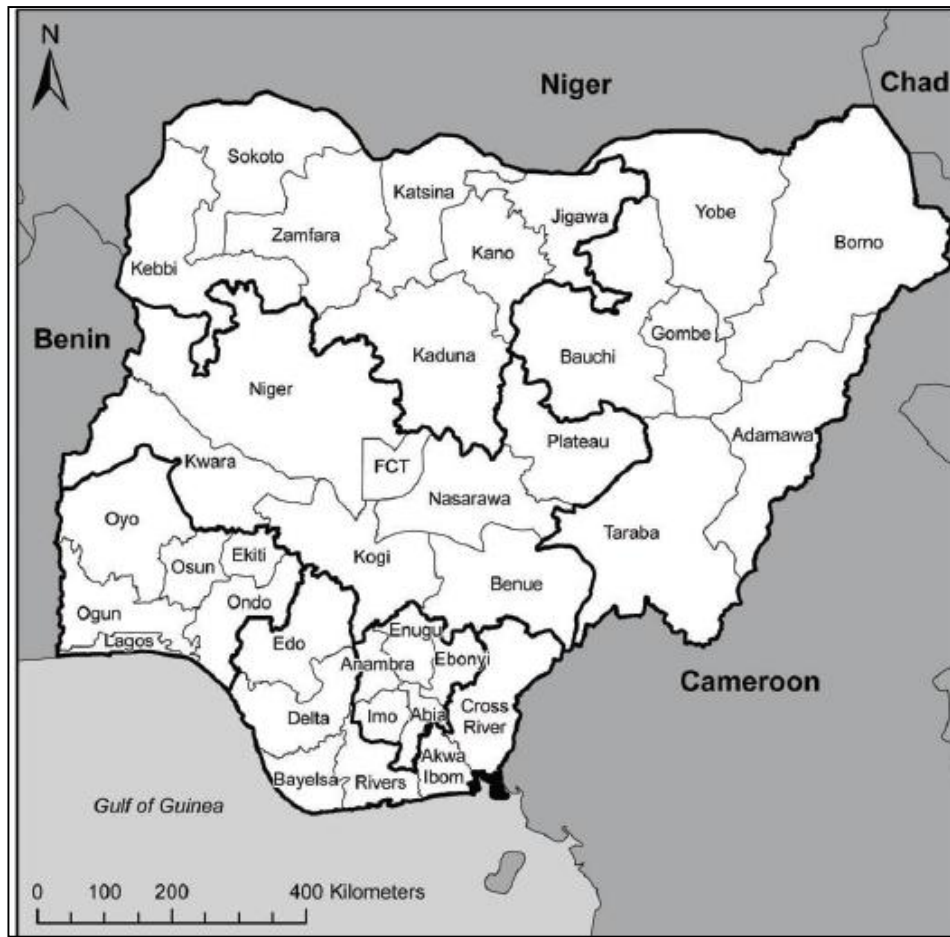 N
Niger
Chad
Sokoto
Katsina
Jigawa
Yobe
Zamfara
Kano
Borno
Kebbi
Benin
Gombe
Kaduna
Bauchi
Niger
Adamawa
Plateau
FCT
Kwara
Nasarawa
Oyo
Taraba
Kogi
Osun
Ekiti
Benue
Ogun
Ondo
Lagos
Edo
Enugu
Anambra
Ebonyi
Cameroon
Delta
Imo
Abia
Cross
River
Akwa
Ibom
Bayelsa
Rivers
Gulf of Guinea
0 100 200 400 Kilometers